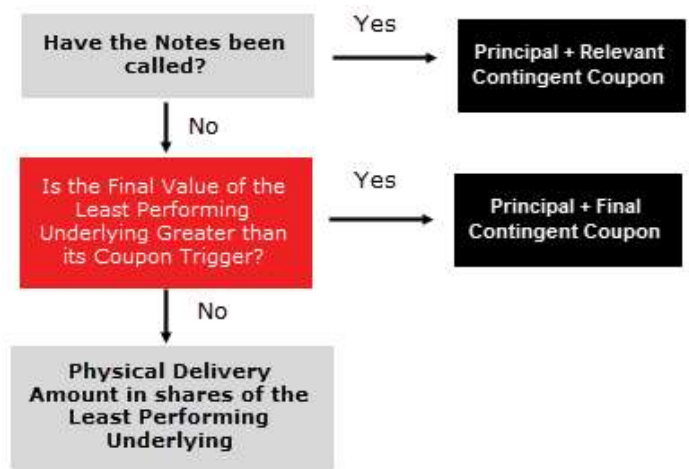 Have the Notes been
called?
Yes
Principal + Relevant
Contingent Coupon
No
Is the Final Value of the
Least Performing
Underlying Greater than
its Coupon Trigger?
Yes
Principal + Final
Contingent Coupon
No
Physical Delivery
Amount in shares of the
Least Performing
Underlying